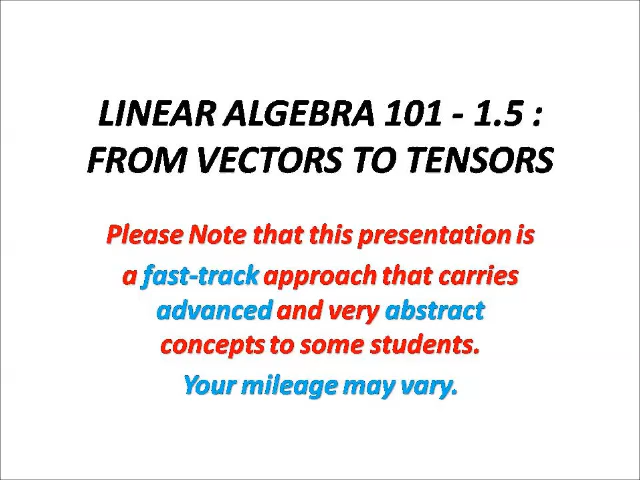 LINEAR ALGEBRA 101 - 1.5 :
FROM VECTORS TO TENSORS
Please Note that this presentation is
a fast-track approach that carries
advanced and very abstract
concepts to some students.
Your mileage may vary.